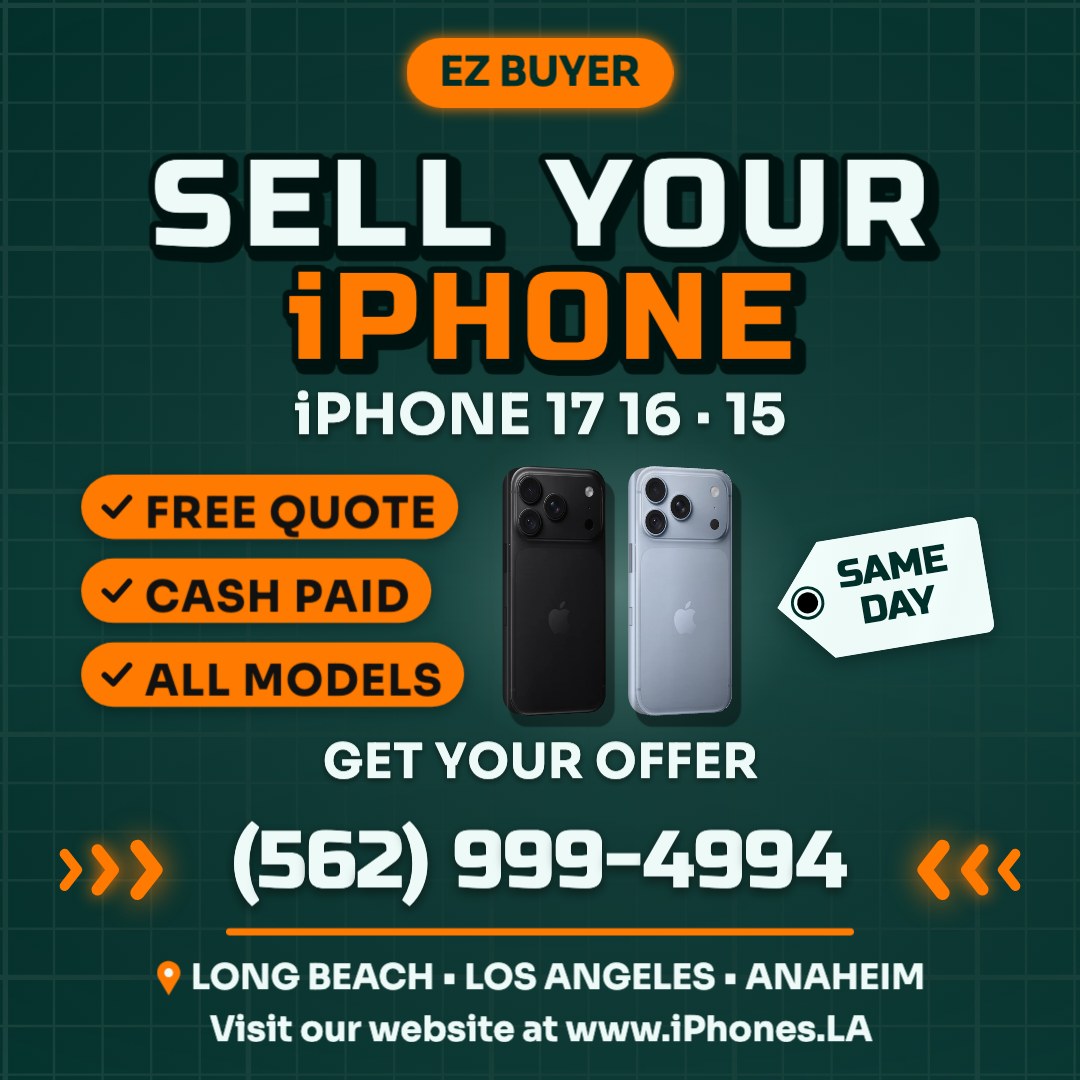 EZ BUYER
SELL YOUR
iPHONE
iPHONE 17 16 · 15
FREE QUOTE
CASH PAID
ALL MODELS
SAME
DAY
GET YOUR OFFER
(562) 999-4994
LONG BEACH ▪ LOS ANGELES ▪ ANAHEIM
Visit our website at www.iPhones.LA